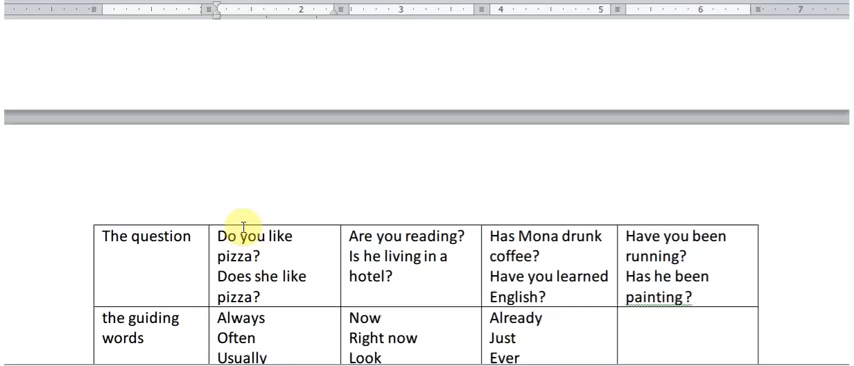 1 2 3 4 5 6 7
The question
Do you like
pizza?
Does she like
pizza?
Are you reading?
Is he living in a
hotel?
Has Mona drunk
coffee?
Have you learned
English?
Have you been
running?
Has he been
painting ?
the guiding
words
Always
Often
Usually
Now
Right now
Look
Already
Just
Ever